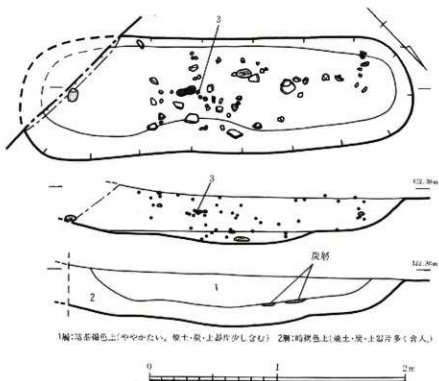 3
3
122.30m
炭層
122.30m
1
2
1層:暗茶褐色土(ややかたい。焼土・炭・土器片少し含む) 2層:暗褐色土(焼土・炭・土器片多く含む。)
0 1 2m